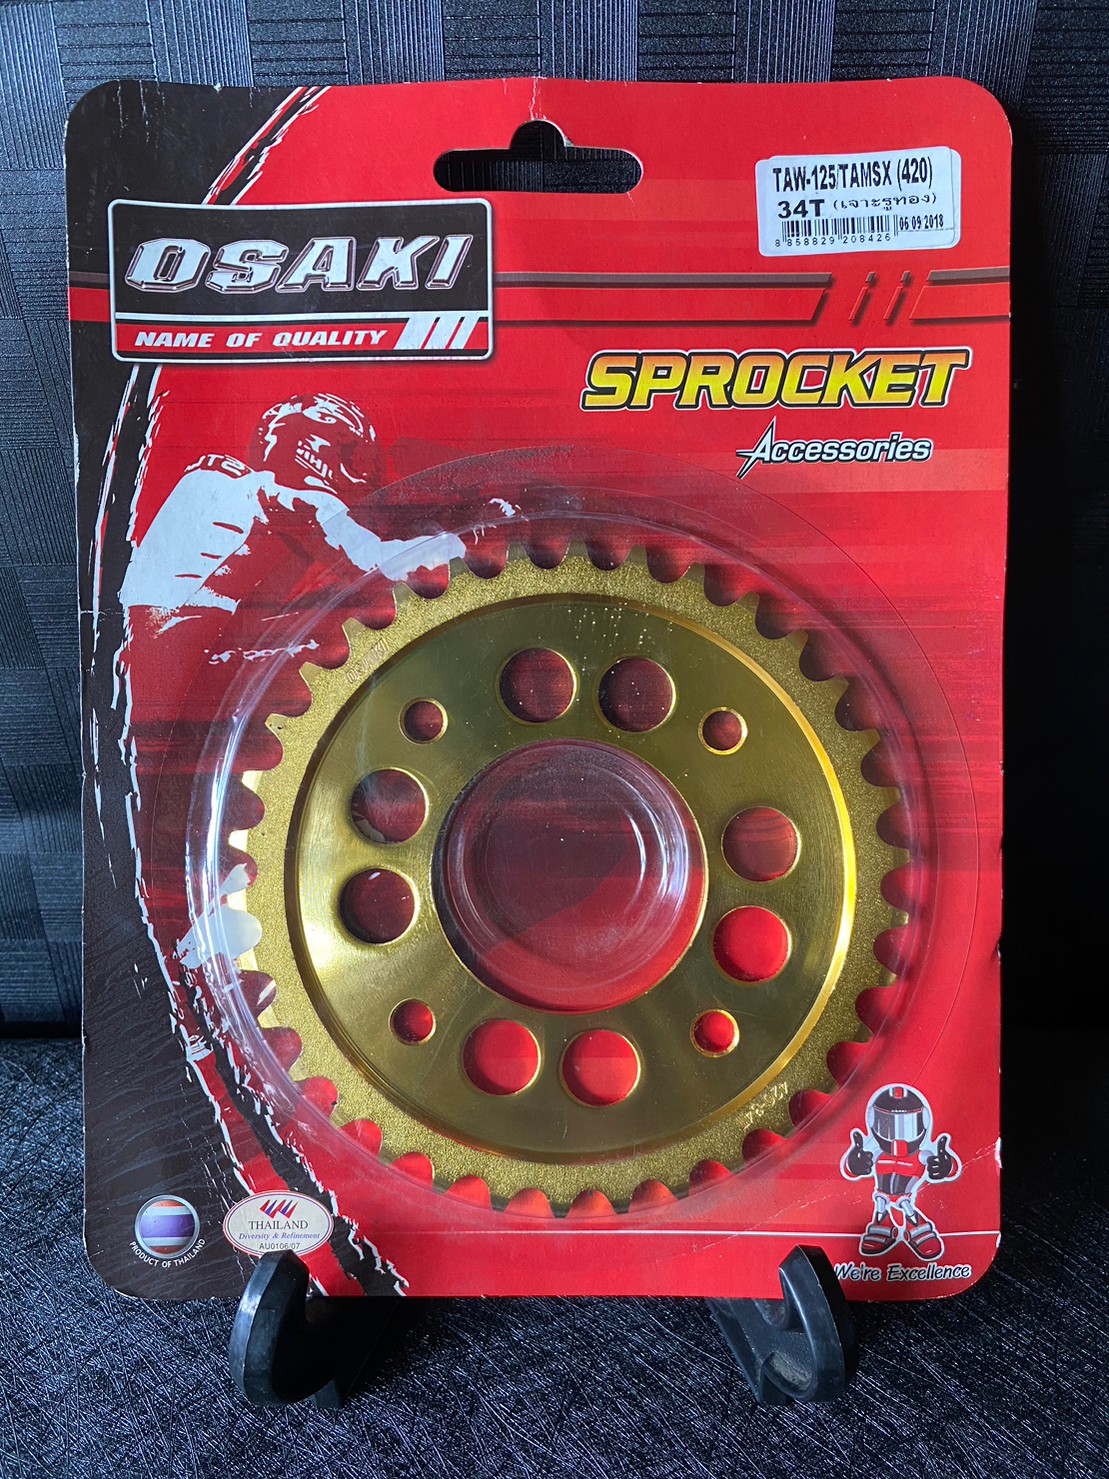 TAW-125/TAMSX (420)
34T (เจาะรูทอง)
06 09 2018
8 858829 208426
OSAKI
NAME OF QUALITY
SPROCKET
Accessories
PRODUCT OF THAILAND
THAILAND
Diversity & Refinement
AU0106/07
We're Excellence